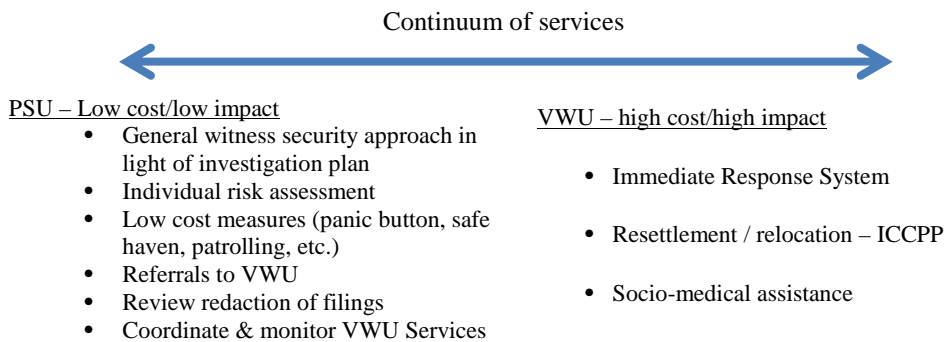 Continuum of services
PSU – Low cost/low impact
• General witness security approach in
light of investigation plan
• Individual risk assessment
• Low cost measures (panic button, safe
haven, patrolling, etc.)
• Referrals to VWU
• Review redaction of filings
• Coordinate & monitor VWU Services
VWU – high cost/high impact
• Immediate Response System
• Resettlement / relocation – ICCPP
• Socio-medical assistance